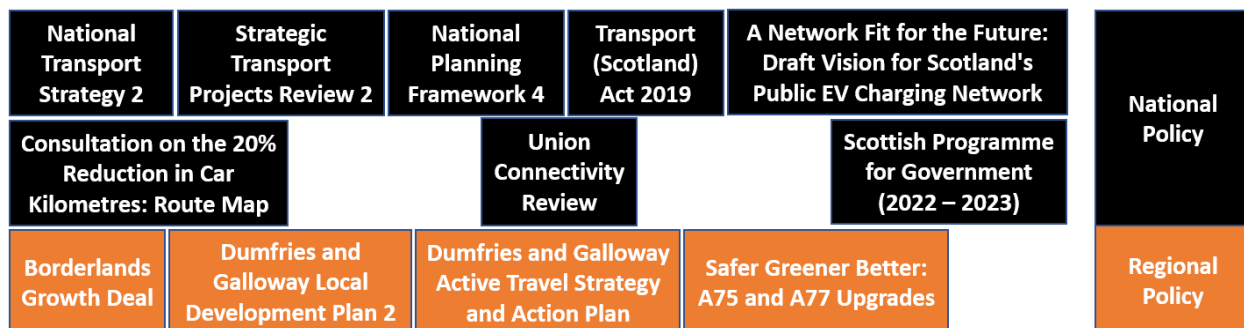 National
Transport
Strategy 2
Strategic
Transport
Projects Review 2
National
Planning
Framework 4
Transport
(Scotland)
Act 2019
A Network Fit for the Future:
Draft Vision for Scotland's
Public EV Charging Network
National
Policy
Consultation on the 20%
Reduction in Car
Kilometres: Route Map
Union
Connectivity
Review
Scottish Programme
for Government
(2022 – 2023)
Borderlands
Growth Deal
Dumfries and
Galloway Local
Development Plan 2
Dumfries and Galloway
Active Travel Strategy
and Action Plan
Safer Greener Better:
A75 and A77 Upgrades
Regional
Policy